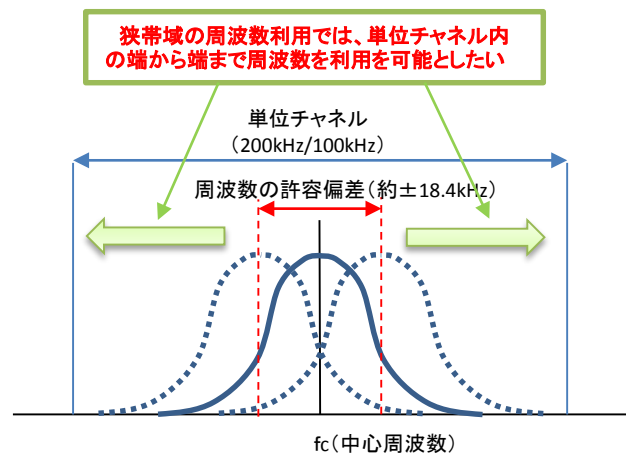 狭帯域の周波数利用では、単位チャネル内
の端から端まで周波数を利用を可能としたい
単位チャネル
（200kHz/100kHz）
周波数の許容偏差（約±18.4kHz）
fc（中心周波数）